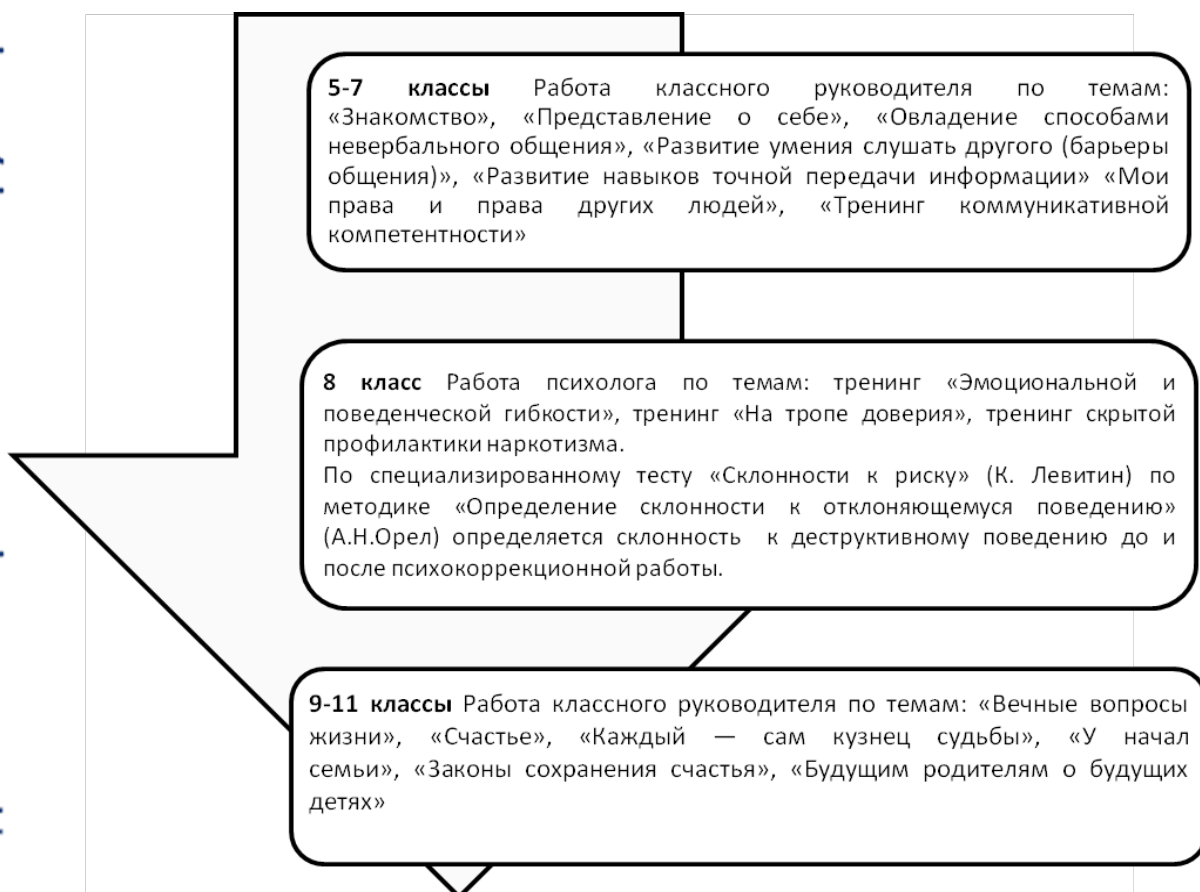 5-7 классы Работа классного руководителя по темам:
«Знакомство», «Представление о себе», «Овладение способами
невербального общения», «Развитие умения слушать другого (барьеры
общения)», «Развитие навыков точной передачи информации» «Мои
права и права других людей», «Тренинг коммуникативной
компетентности»
8 класс Работа психолога по темам: тренинг «Эмоциональной и
поведенческой гибкости», тренинг «На тропе доверия», тренинг скрытой
профилактики наркотизма.
По специализированному тесту «Склонности к риску» (К. Левитин) по
методике «Определение склонности к отклоняющемуся поведению»
(А.Н.Орел) определяется склонность к деструктивному поведению до и
после психокоррекционной работы.
9-11 классы Работа классного руководителя по темам: «Вечные вопросы
жизни», «Счастье», «Каждый — сам кузнец судьбы», «У начал
семьи», «Законы сохранения счастья», «Будущим родителям о будущих
детях»